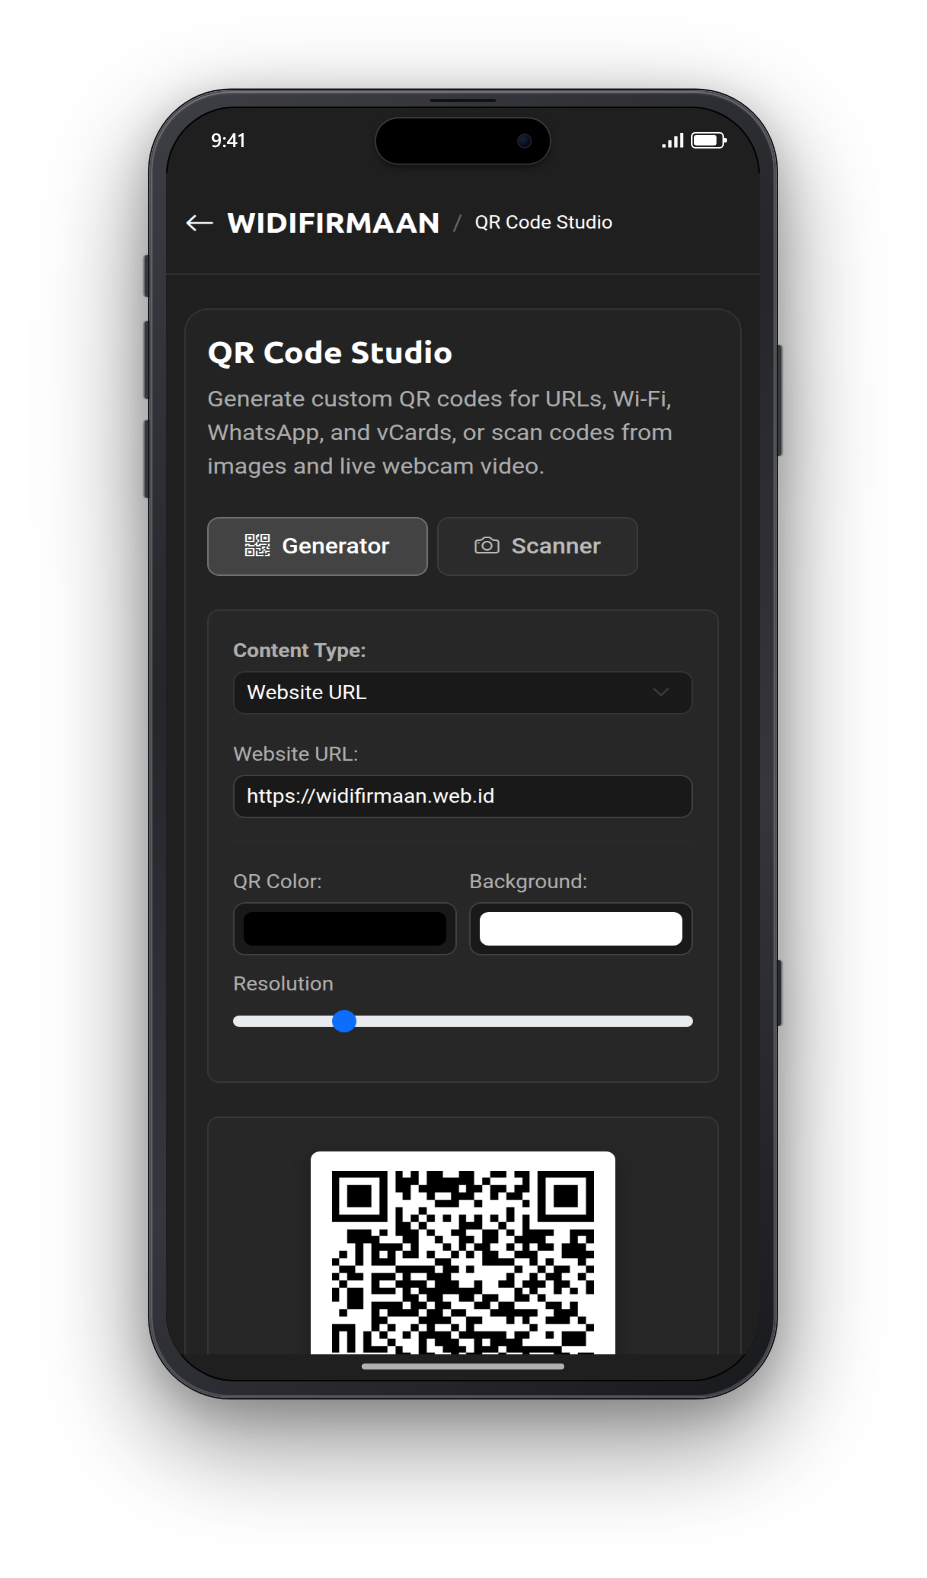 9:41
WIDIFIRMAAN / QR Code Studio
QR Code Studio
Generate custom QR codes for URLs, Wi-Fi,
WhatsApp, and vCards, or scan codes from
images and live webcam video.
Generator
Scanner
Content Type:
Website URL
Website URL:
https://widifirmaan.web.id
QR Color:
Background:
Resolution